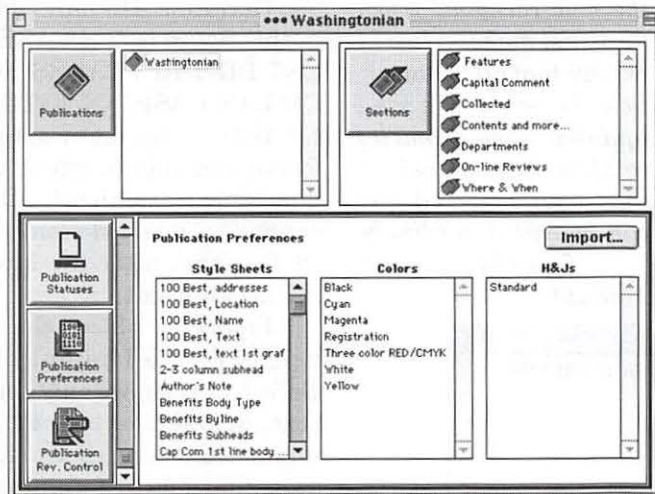 ••• Washingtonian
Publications
Washingtonian
Sections
Features
Capital Comment
Collected
Contents and more...
Departments
On-line Reviews
Where & When
Publication
Statuses
Publication
Preferences
Publication
Rev. Control
Publication Preferences
Import...
Style Sheets
100 Best, addresses
100 Best, Location
100 Best, Name
100 Best, Text
100 Best, text 1st graf
2-3 column subhead
Author's Note
Benefits Body Type
Benefits Byline
Benefits Subheads
Cap Com 1st line body ...
Colors
Black
Cyan
Magenta
Registration
Three color RED/CMYK
White
Yellow
H&Js
Standard